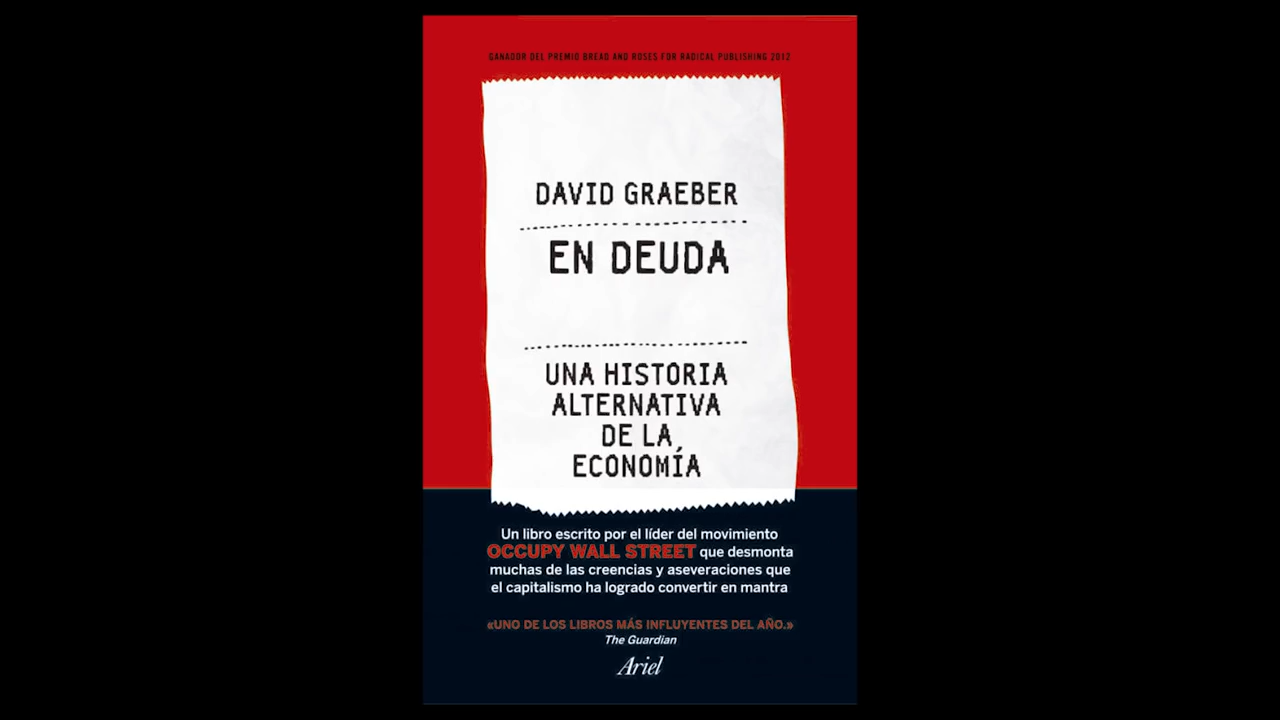 GANADOR DEL PREMIO BREAD AND ROSES FOR RADICAL PUBLISHING 2012
DAVID GRAEBER
EN DEUDA
UNA HISTORIA
ALTERNATIVA
DE LA
ECONOMÍA
Un libro escrito por el líder del movimiento
OCCUPY WALL STREET que desmonta
muchas de las creencias y aseveraciones que
el capitalismo ha logrado convertir en mantra
«UNO DE LOS LIBROS MÁS INFLUYENTES DEL AÑO.»
The Guardian
Ariel